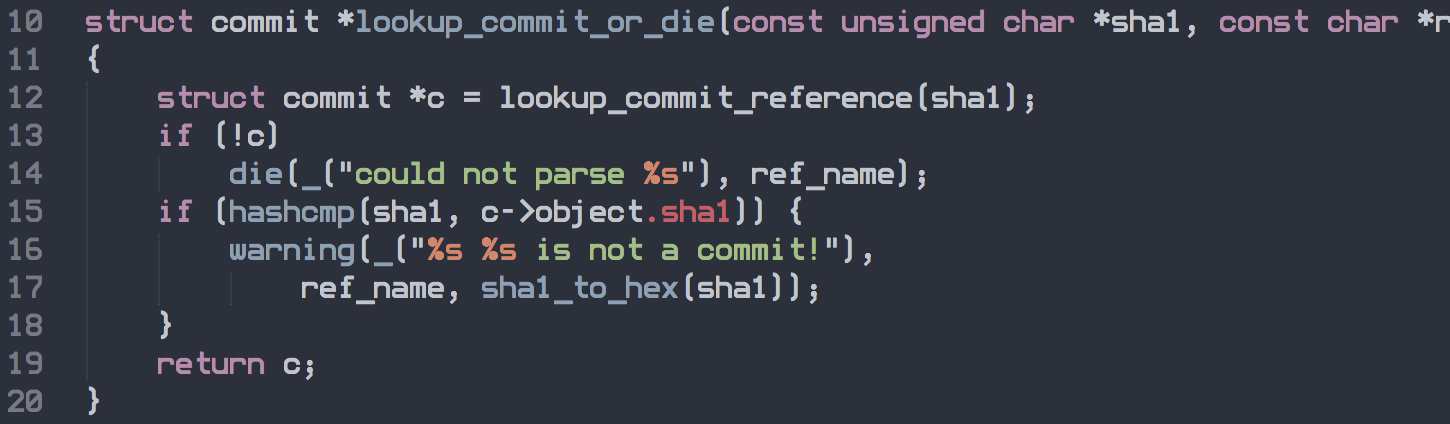 10 struct commit *lookup_commit_or_die(const unsigned char *sha1, const char *r
11 {
12 struct commit *c = lookup_commit_reference(sha1);
13 if (!c)
14 die(_("could not parse %s"), ref_name);
15 if (hashcmp(sha1, c->object.sha1)) {
16 warning(_("%s %s is not a commit!"),
17 ref_name, sha1_to_hex(sha1));
18 }
19 return c;
20 }